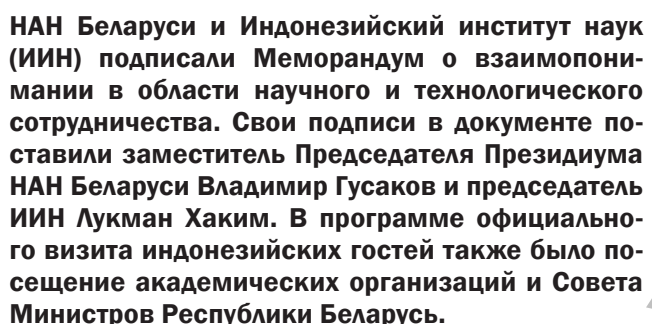 НАН Беларуси и Индонезийский институт наук
(ИИН) подписали Меморандум о взаимопони-
мании в области научного и технологического
сотрудничества. Свои подписи в документе по-
ставили заместитель Председателя Президиума
НАН Беларуси Владимир Гусаков и председатель
ИИН Лукман Хаким. В программе официально-
го визита индонезийских гостей также было по-
сещение академических организаций и Совета
Министров Республики Беларусь.